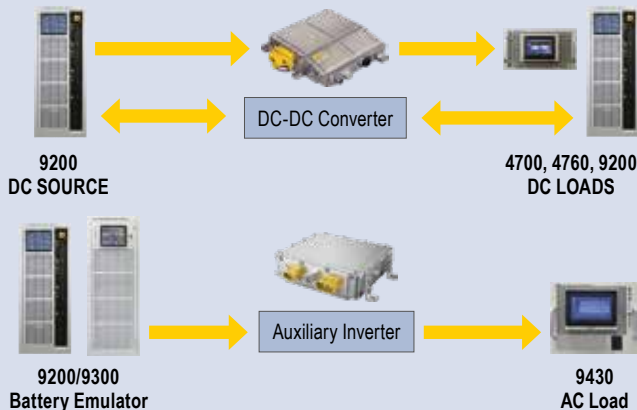 DC-DC Converter
9200
DC SOURCE
4700, 4760, 9200
DC LOADS
Auxiliary Inverter
9200/9300
Battery Emulator
9430
AC Load